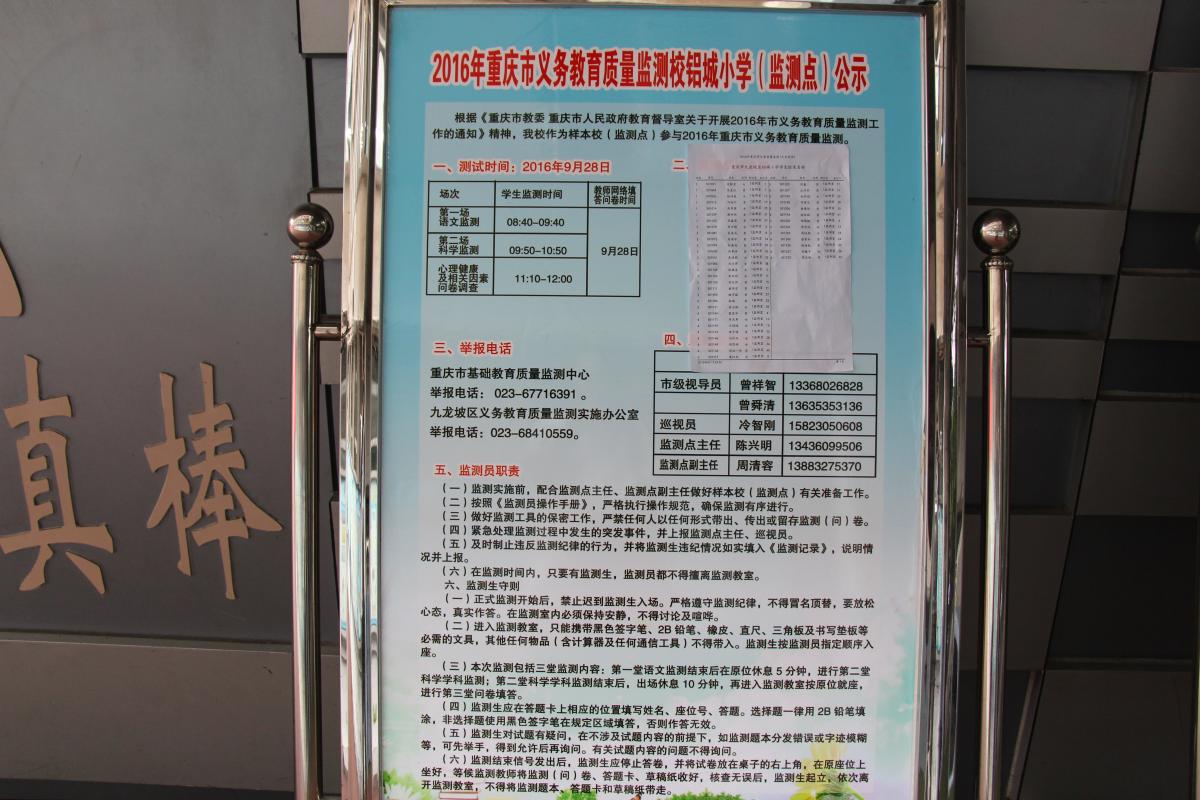 2016年重庆市义务教育质量监测校铝城小学（监测点）公示
根据《重庆市教委 重庆市人民政府教育督导室关于开展2016年市义务教育质量监测工
作的通知》精神，我校作为样本校（监测点）参与2016年重庆市义务教育质量监测。
一、测试时间：2016年9月28日
场次 学生监测时间 教师网络填答问卷时间
第一场
语文监测 08:40-09:40
第二场
科学监测 09:50-10:50 9月28日
心理健康
及相关因素
问卷调查 11:10-12:00
二、
三、举报电话
重庆市基础教育质量监测中心
举报电话：023-67716391 。
九龙坡区义务教育质量监测实施办公室
举报电话：023-68410559。
四、
市级视导员 曾祥智 13368026828
曾舜清 13635353136
巡视员 冷智刚 15823050608
监测点主任 陈兴明 13436099506
监测点副主任 周清容 13883275370
五、监测员职责
（一）监测实施前，配合监测点主任、监测点副主任做好样本校（监测点）有关准备工作。
（二）按照《监测员操作手册》，严格执行操作规范，确保监测有序进行。
（三）做好监测工具的保密工作，严禁任何人以任何形式带出、传出或留存监测（问）卷。
（四）紧急处理监测过程中发生的突发事件，并上报监测点主任、巡视员。
（五）及时制止违反监测纪律的行为，并将监测生违纪情况如实填入《监测记录》，说明情
况并上报。
（六）在监测时间内，只要有监测生，监测员都不得擅离监测教室。
六、监测生守则
（一）正式监测开始后，禁止迟到监测生入场。严格遵守监测纪律，不得冒名顶替，要放松
心态，真实作答。在监测室内必须保持安静，不得讨论及喧哗。
（二）进入监测教室，只能携带黑色签字笔、2B 铅笔、橡皮、直尺、三角板及书写垫板等
必需的文具，其他任何物品（含计算器及任何通信工具）不得带入。监测生按监测员指定顺序入
座。
（三）本次监测包括三堂监测内容：第一堂语文监测结束后在原位休息 5 分钟，进行第二堂
科学学科监测；第二堂科学学科监测结束后，出场休息 10 分钟，再进入监测教室按原位就座，
进行第三堂问卷填答。
（四）监测生应在答题卡上相应的位置填写姓名、座位号、答题。选择题一律用 2B 铅笔填
涂，非选择题使用黑色签字笔在规定区域填答，否则作答无效。
（五）监测生对试题有疑问，在不涉及试题内容的前提下，如监测题本分发错误或字迹模糊
等，可先举手，得到允许后再询问。有关试题内容的问题不得询问。
（六）监测结束信号发出后，监测生应停止答卷，并将试卷放在桌子的右上角，在原座位上
坐好，等候监测教师将监测（问）卷、答题卡、草稿纸收好，核查无误后，监测生起立，依次离
开监测教室，不得将监测题本、答题卡和草稿纸带走。
真棒